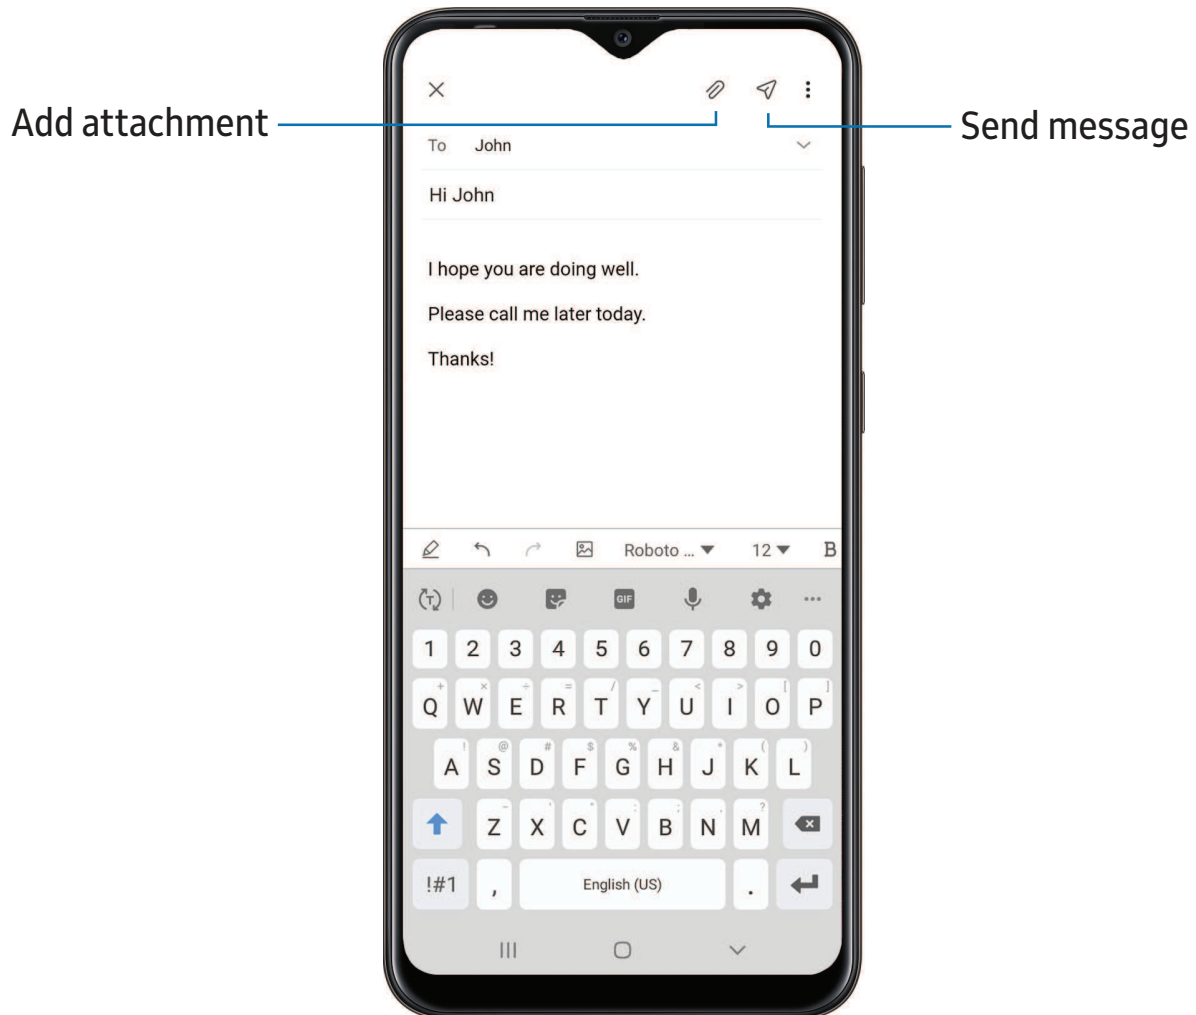 Add attachment
Send message
To John
Hi John
I hope you are doing well.
Please call me later today.
Thanks!
Roboto ... 12 B
GIF
1 2 3 4 5 6 7 8 9 0
+ × ÷ = / _ < > [ ]
Q W E R T Y U I O P
! @ # $ % & * ( )
A S D F G H J K L
- ' " : ; , ?
Z X C V B N M
!#1 , English (US) .